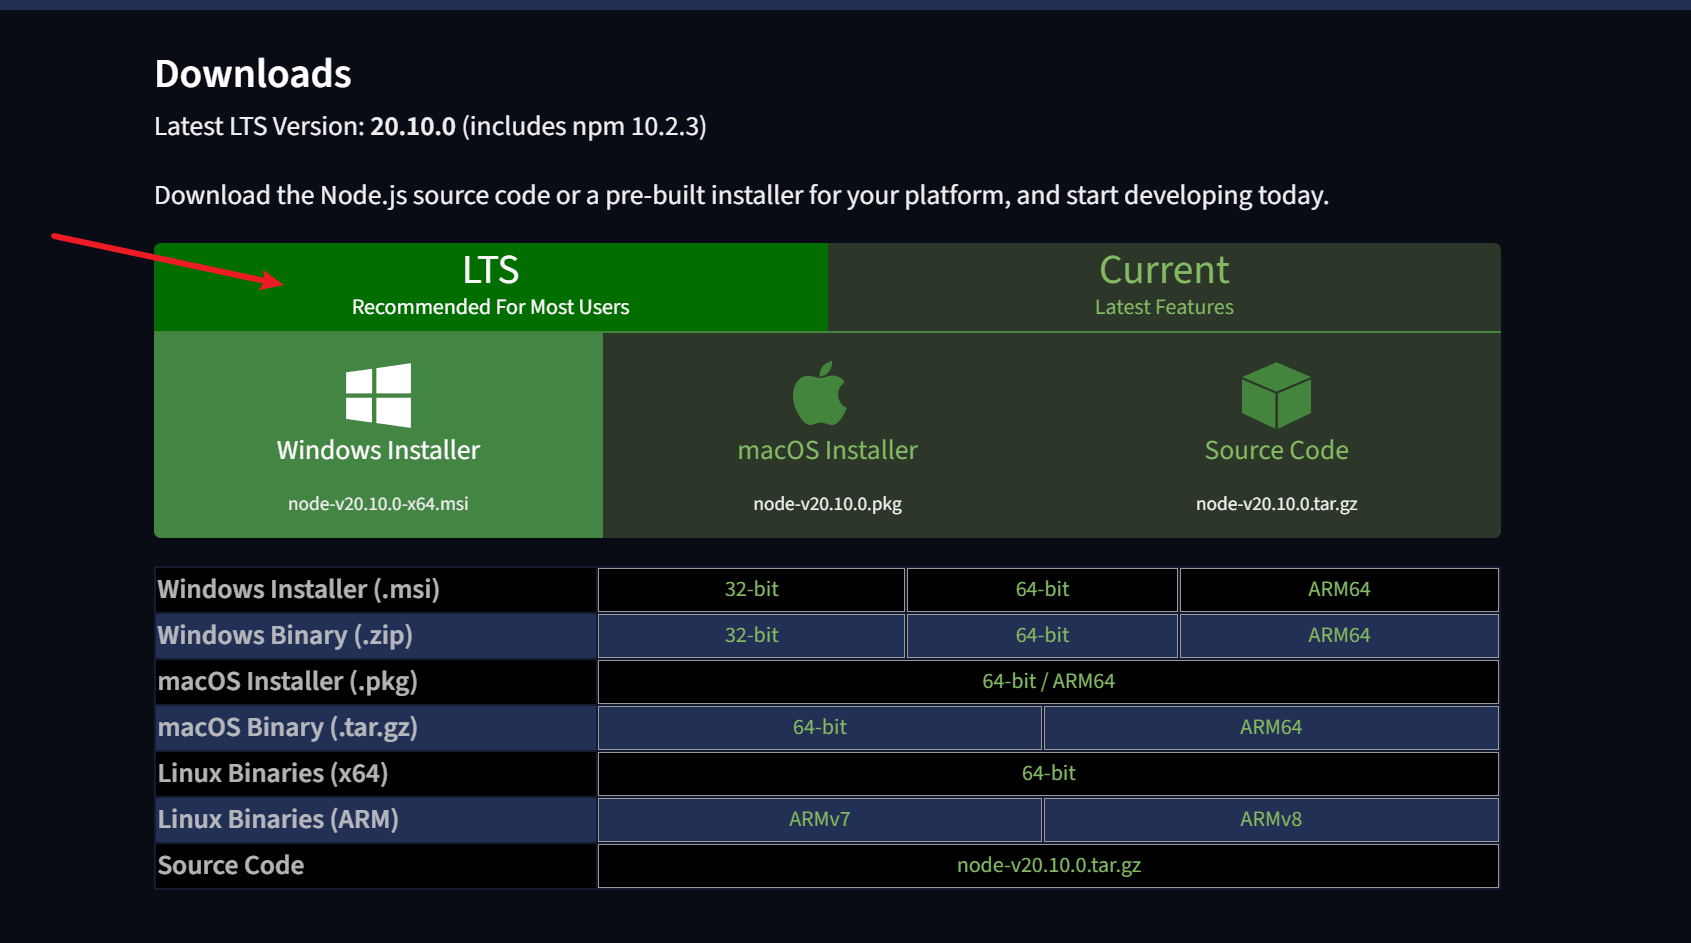 Downloads
Latest LTS Version: 20.10.0 (includes npm 10.2.3)
Download the Node.js source code or a pre-built installer for your platform, and start developing today.
LTS
Recommended For Most Users
Current
Latest Features
Windows Installer
node-v20.10.0-x64.msi
macOS Installer
node-v20.10.0.pkg
Source Code
node-v20.10.0.tar.gz
Windows Installer (.msi) 32-bit 64-bit ARM64
Windows Binary (.zip) 32-bit 64-bit ARM64
macOS Installer (.pkg) 64-bit / ARM64
macOS Binary (.tar.gz) 64-bit ARM64
Linux Binaries (x64) 64-bit
Linux Binaries (ARM) ARMv7 ARMv8
Source Code node-v20.10.0.tar.gz